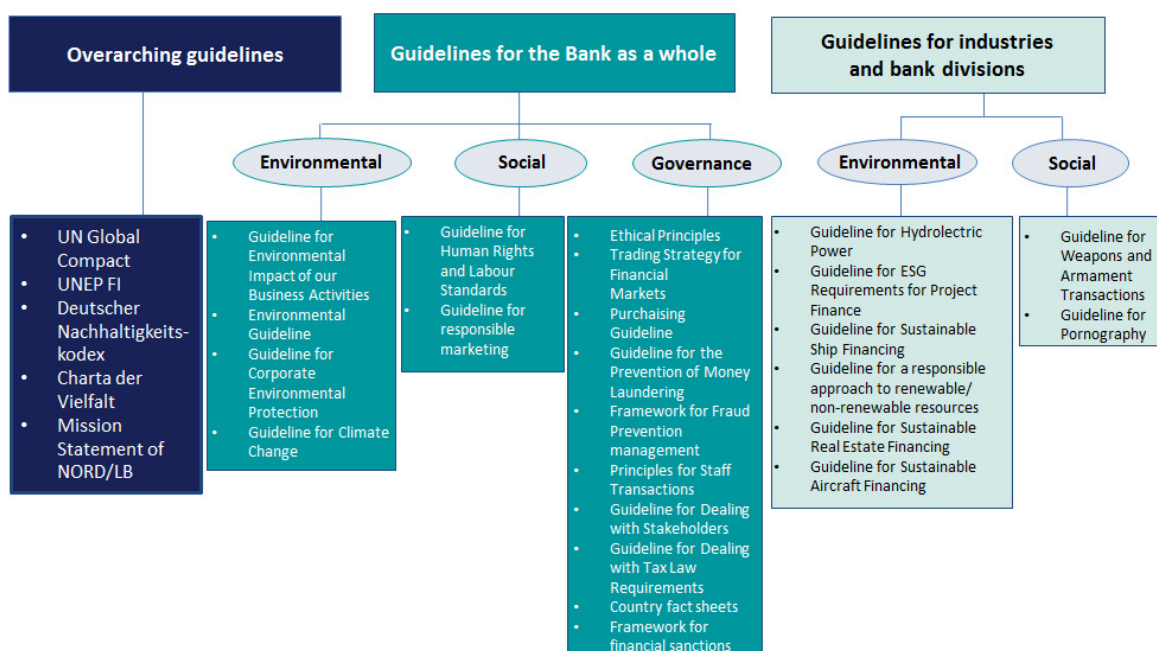 Overarching guidelines
Guidelines for the Bank as a whole
Guidelines for industries
and bank divisions
Environmental
Social
Governance
Environmental
Social
• UN Global
Compact
• UNEP FI
• Deutscher
Nachhaltigkeits-
kodex
• Charta der
Vielfalt
• Mission
Statement of
NORD/LB
• Guideline for
Environmental
Impact of our
Business Activities
• Environmental
Guideline
• Guideline for
Corporate
Environmental
Protection
• Guideline for Climate
Change
• Guideline for
Human Rights
and Labour
Standards
• Guideline for
responsible
marketing
• Ethical Principles
• Trading Strategy for
Financial
Markets
• Purchaising
Guideline
• Guideline for the
Prevention of Money
Laundering
• Framework for Fraud
Prevention
management
• Principles for Staff
Transactions
• Guideline for Dealing
with Stakeholders
• Guideline for Dealing
with Tax Law
Requirements
• Country fact sheets
• Framework for
financial sanctions
• Guideline for Hydrolectric
Power
• Guideline for ESG
Requirements for Project
Finance
• Guideline for Sustainable
Ship Financing
• Guideline for a responsible
approach to renewable/
non-renewable resources
• Guideline for Sustainable
Real Estate Financing
• Guideline for Sustainable
Aircraft Financing
• Guideline for
Weapons and
Armament
Transactions
• Guideline for
Pornography